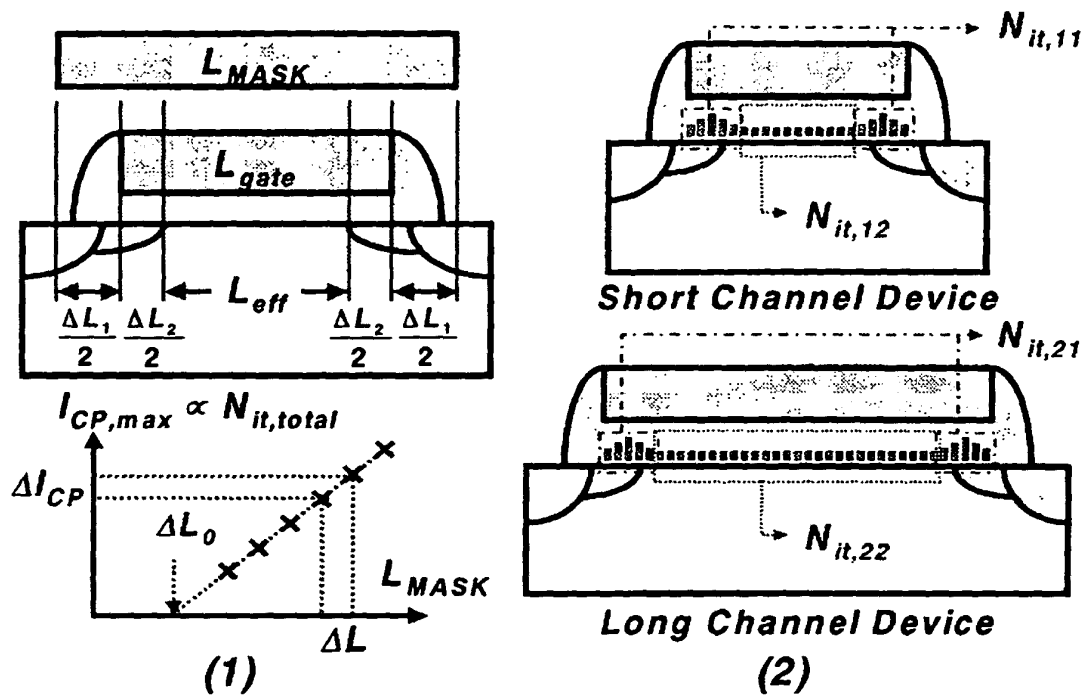 L_MASK
L_gate
L_eff
ΔL_1/2 ΔL_2/2 ΔL_2/2 ΔL_1/2
I_CP,max ∝ N_it,total
ΔI_CP
ΔL_0
L_MASK
ΔL
(1)
N_it,11
N_it,12
Short Channel Device
N_it,21
N_it,22
Long Channel Device
(2)